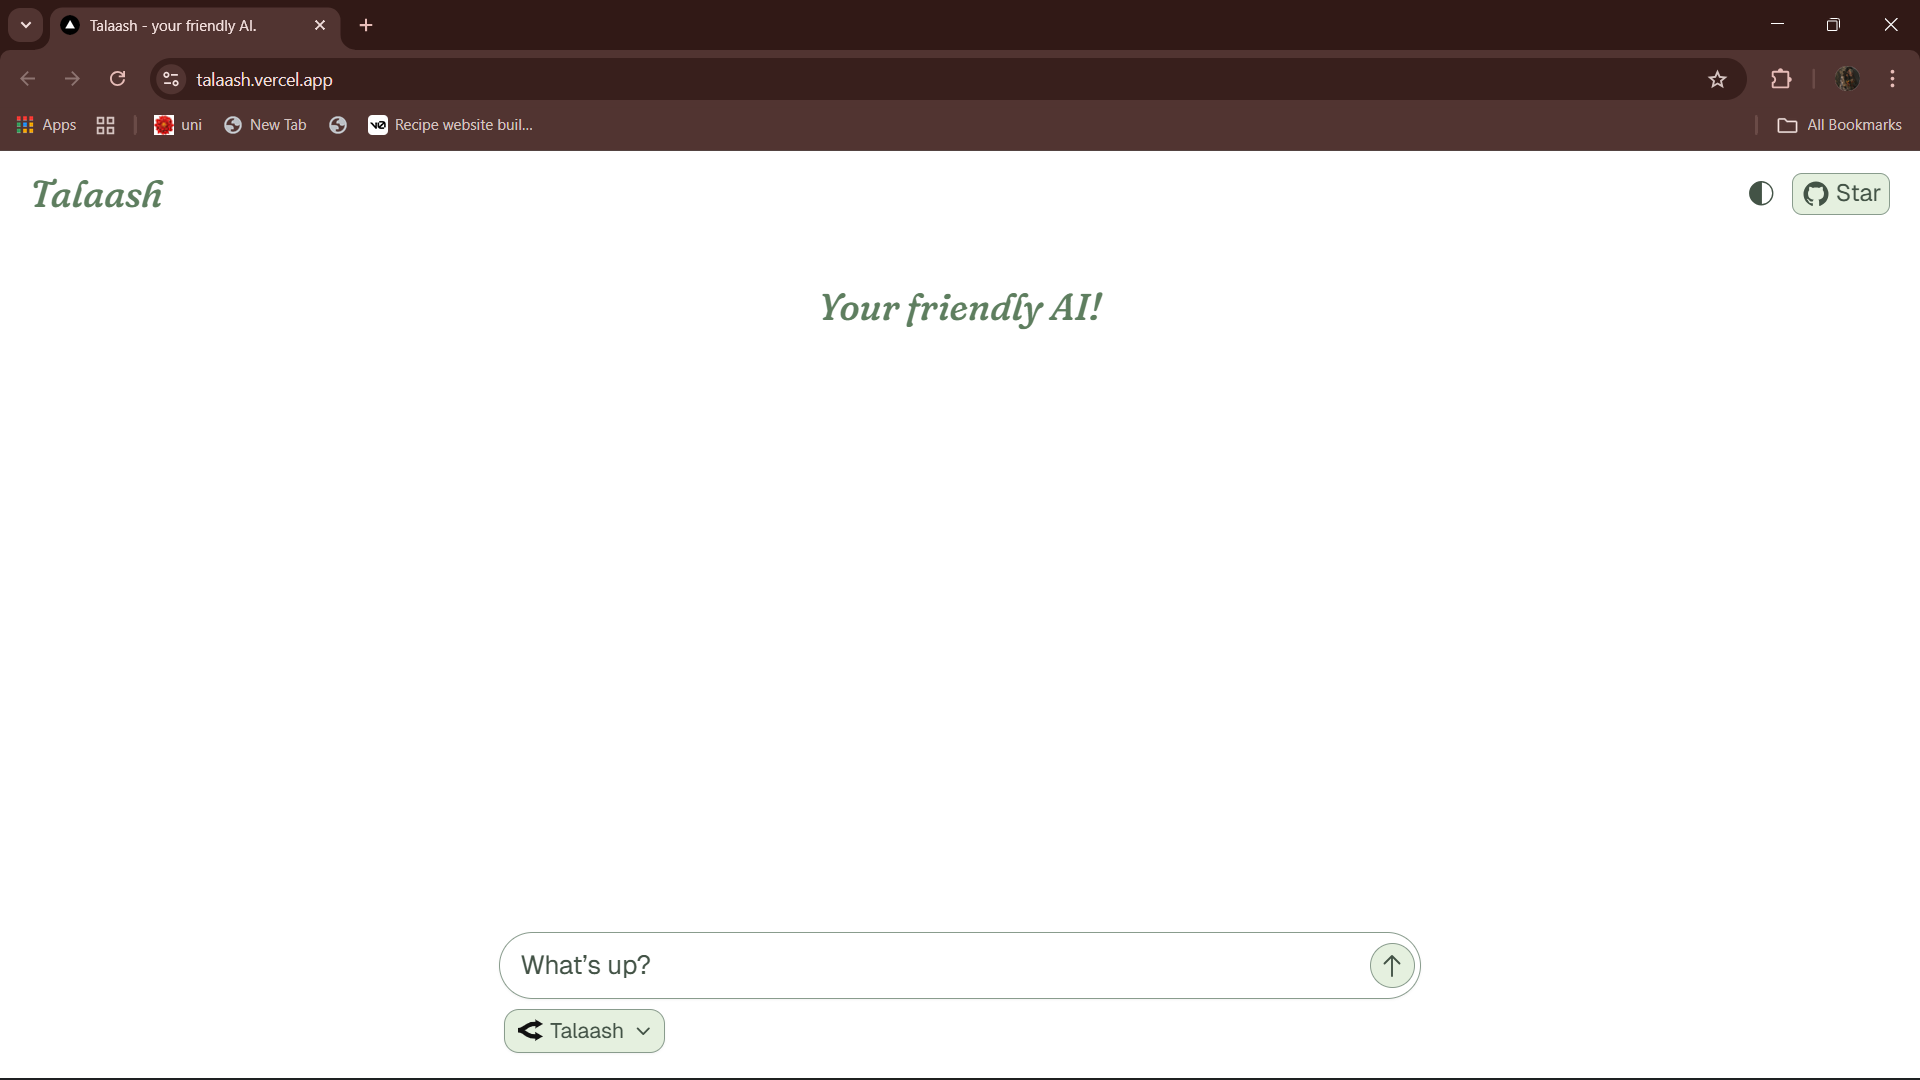 Talaash - your friendly AI.
talaash.vercel.app
Apps
uni
New Tab
v0
Recipe website buil...
All Bookmarks
Talaash
Star
Your friendly AI!
What's up?
Talaash